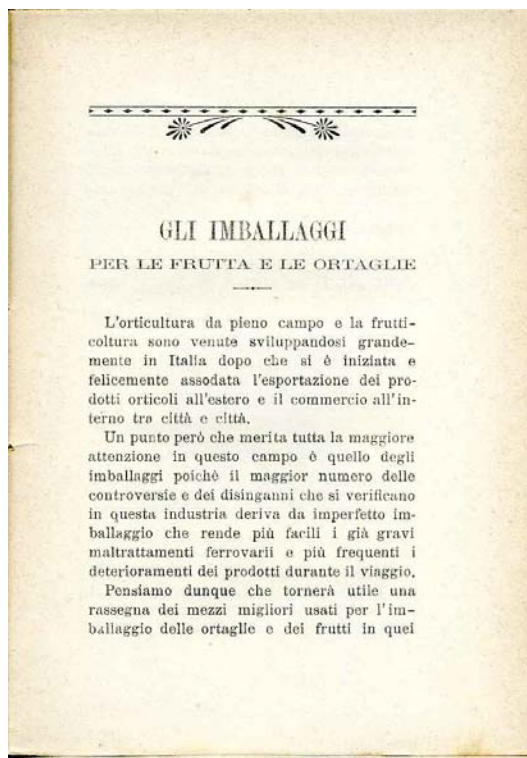 GLI IMBALLAGGI
PER LE FRUTTA E LE ORTAGLIE
L'orticultura da pieno campo e la frutti-
coltura sono venute sviluppandosi grande-
mente in Italia dopo che si è iniziata e
felicemente assodata l'esportazione dei pro-
dotti orticoli all'estero e il commercio all'in-
terno tra città e città.
Un punto però che merita tutta la maggiore
attenzione in questo campo è quello degli
imballaggi poichè il maggior numero delle
controversie e dei disinganni che si verificano
in questa industria deriva da imperfetto im-
ballaggio che rende più facili i già gravi
maltrattamenti ferrovarii e più frequenti i
deterioramenti dei prodotti durante il viaggio.
Pensiamo dunque che tornerà utile una
rassegna dei mezzi migliori usati per l'im-
ballaggio delle ortaglie e dei frutti in quei